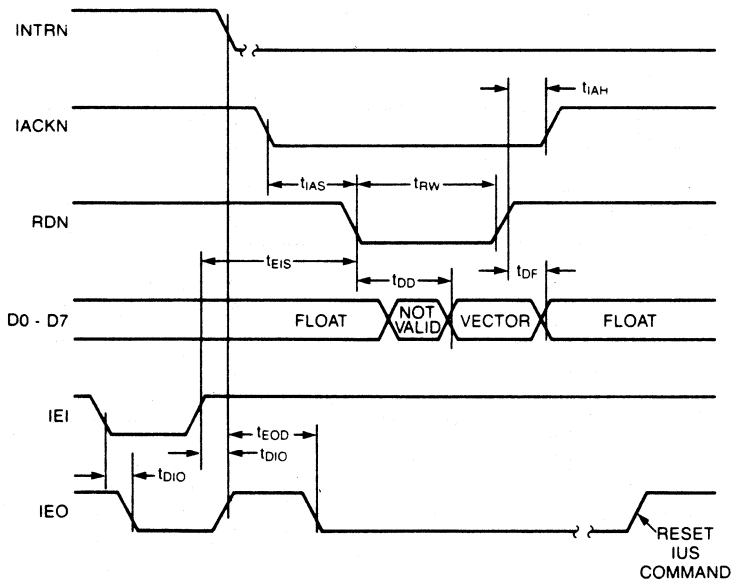 INTRN
tIAH
IACKN
tIAS
tRW
RDN
tEIS
tDD
tDF
D0 - D7
FLOAT
NOT
VALID
VECTOR
FLOAT
IEI
tEOD
tDIO
tDIO
IEO
RESET
IUS
COMMAND